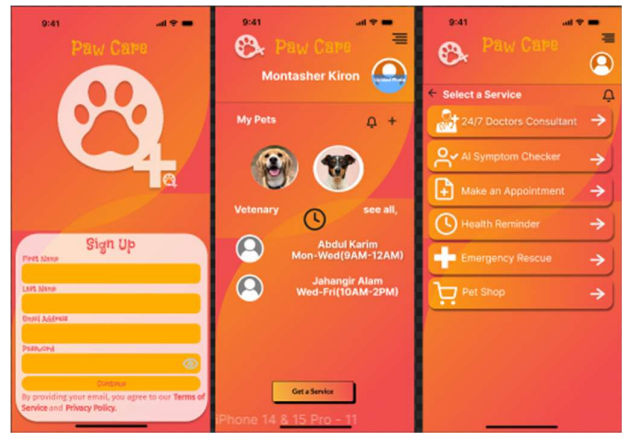 9:41
Paw Care
Sign Up
First Name
Last Name
Email Address
Password
Continue
By providing your email, you agree to our Terms of
Service and Privacy Policy.
9:41
Paw Care
Montasher Kiron
My Pets
+
Vetenary see all,
Abdul Karim
Mon-Wed(9AM-12AM)
Jahangir Alam
Wed-Fri(10AM-2PM)
Get a Service
iPhone 14 & 15 Pro - 11
9:41
Paw Care
← Select a Service
24/7 Doctors Consultant →
AI Symptom Checker →
Make an Appointment →
Health Reminder →
Emergency Rescue →
Pet Shop →